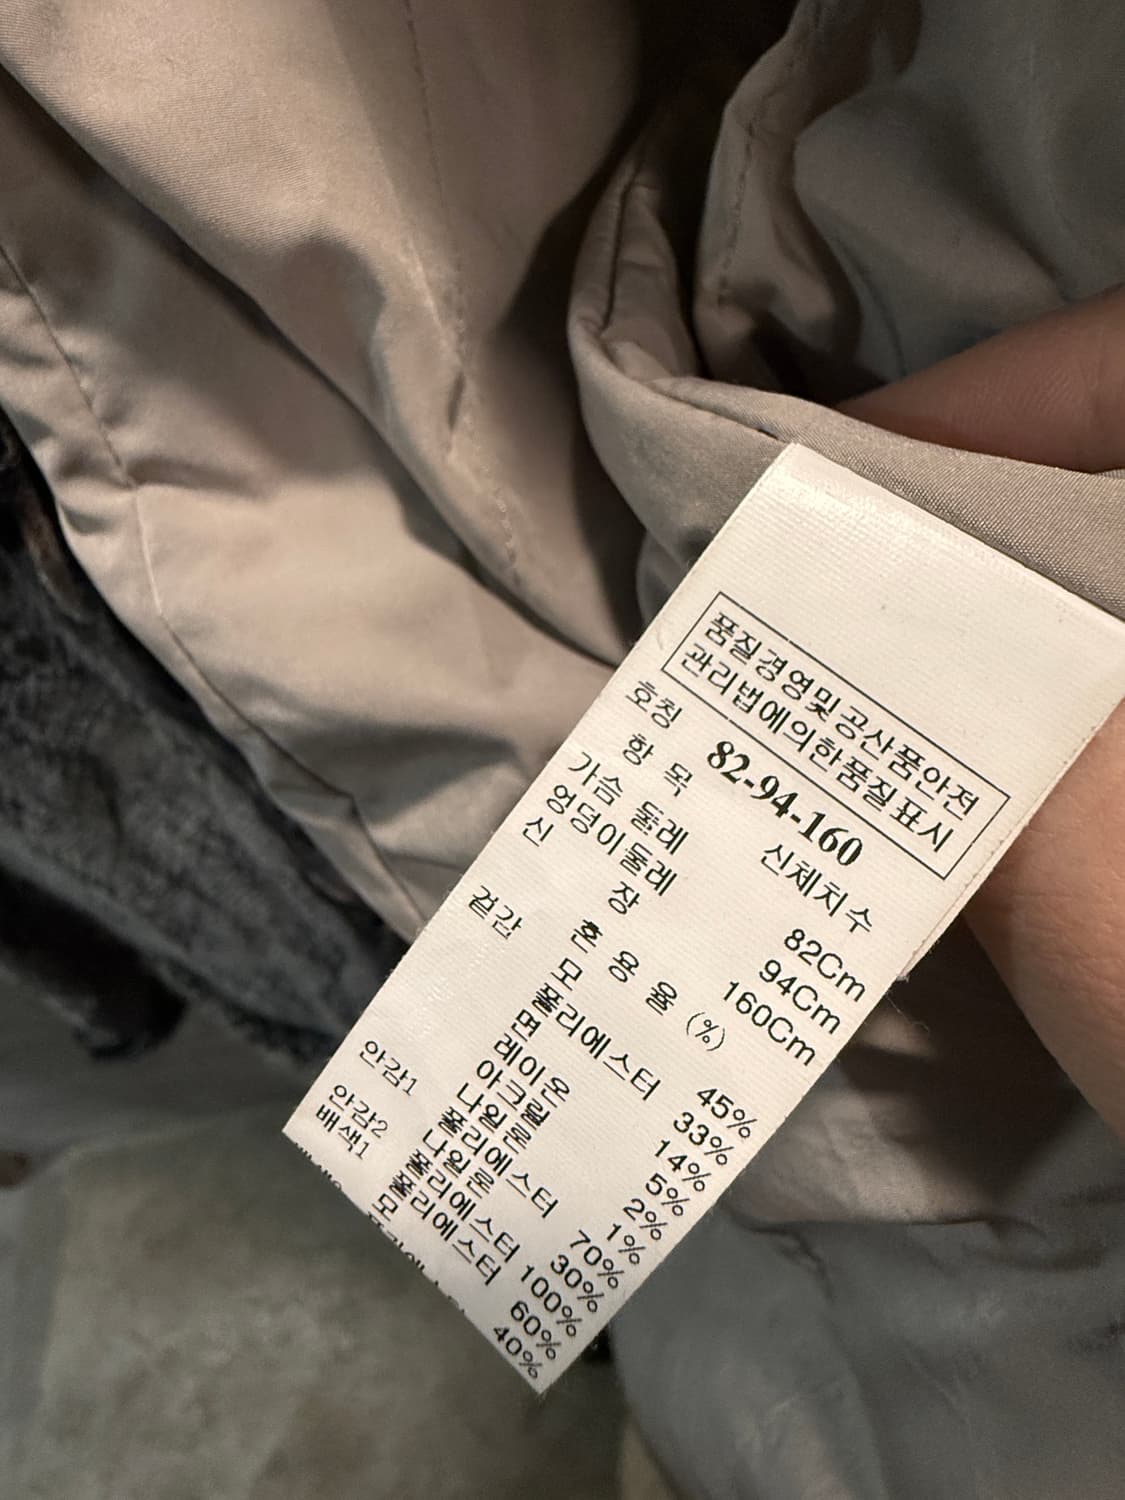 품질경영및공산품안전
관리법에의한품질표시
호칭 82-94-160
항 목 신체치수
가슴 둘레 82Cm
엉덩이둘레 94Cm
신 장 160Cm
혼 용 율 (%)
겉감 모 45%
폴리에스터 33%
면 14%
레이온 5%
아크릴 2%
나일론 1%
안감1 폴리에스터 70%
나일론 30%
안감2 폴리에스터 100%
배색1 폴리에스터 60%
모 40%